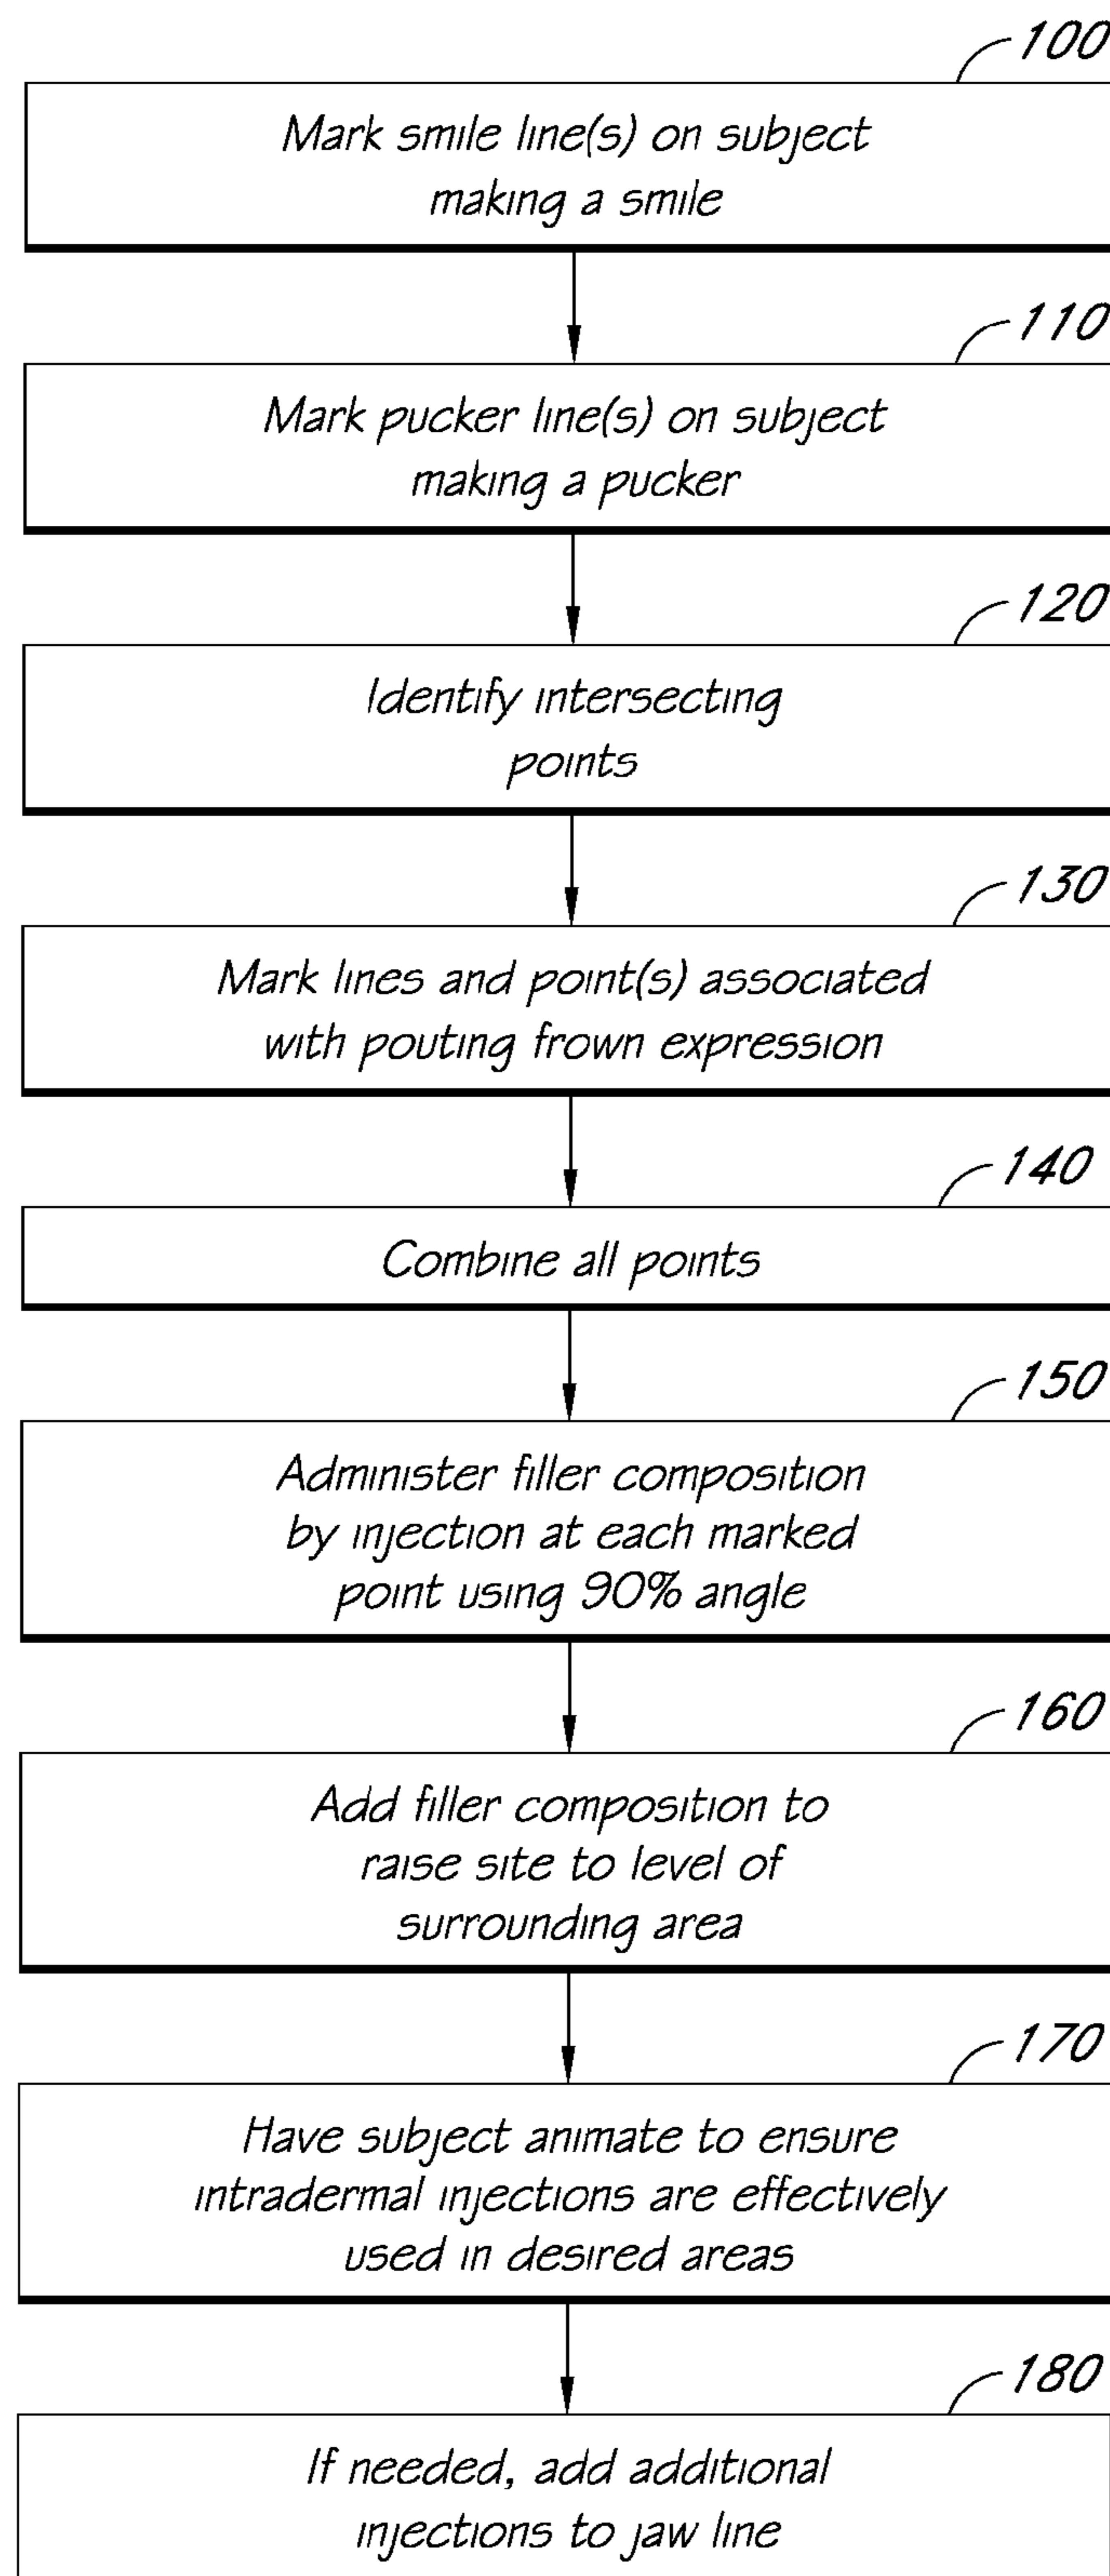 100
Mark smile line(s) on subject
making a smile
110
Mark pucker line(s) on subject
making a pucker
120
Identify intersecting
points
130
Mark lines and point(s) associated
with pouting frown expression
140
Combine all points
150
Administer filler composition
by injection at each marked
point using 90% angle
160
Add filler composition to
raise site to level of
surrounding area
170
Have subject animate to ensure
intradermal injections are effectively
used in desired areas
180
If needed, add additional
injections to jaw line